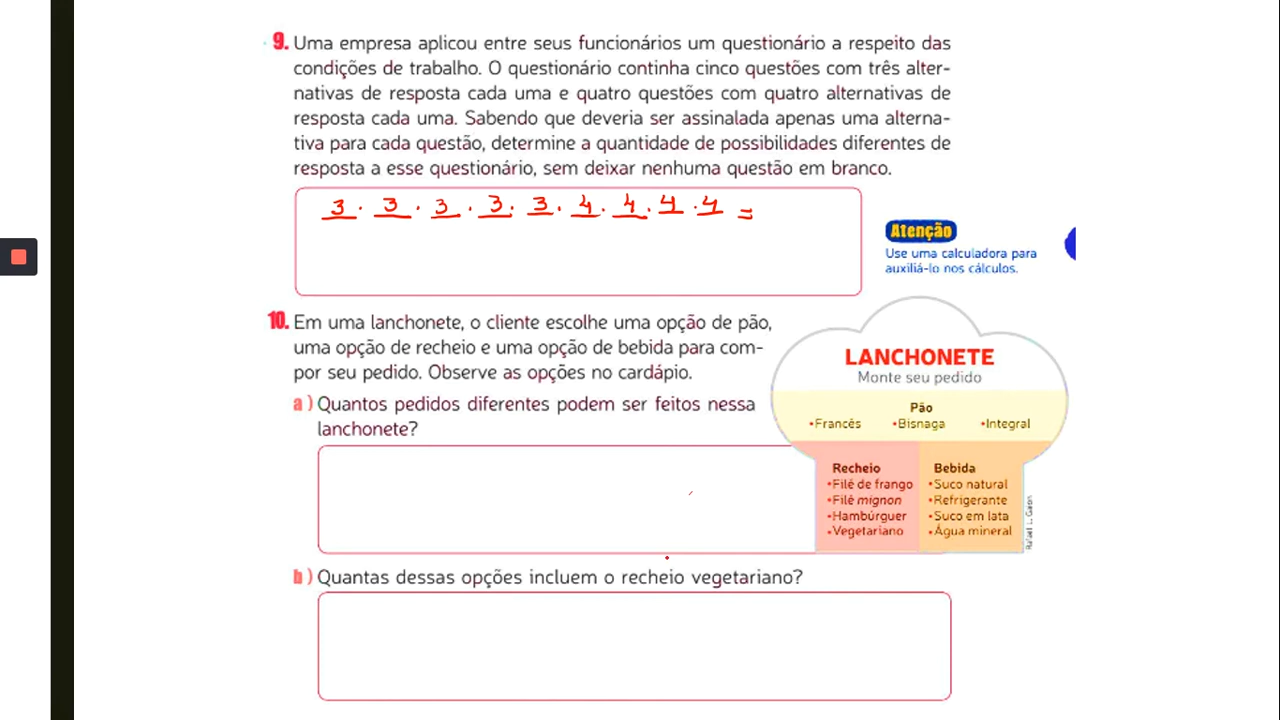 9. Uma empresa aplicou entre seus funcionários um questionário a respeito das
condições de trabalho. O questionário continha cinco questões com três alter-
nativas de resposta cada uma e quatro questões com quatro alternativas de
resposta cada uma. Sabendo que deveria ser assinalada apenas uma alterna-
tiva para cada questão, determine a quantidade de possibilidades diferentes de
resposta a esse questionário, sem deixar nenhuma questão em branco.
3 . 3 . 3 . 3 . 3 . 4 . 4 . 4 . 4 =
Atenção
Use uma calculadora para
auxiliá-lo nos cálculos.
10. Em uma lanchonete, o cliente escolhe uma opção de pão,
uma opção de recheio e uma opção de bebida para com-
por seu pedido. Observe as opções no cardápio.
a) Quantos pedidos diferentes podem ser feitos nessa
lanchonete?
LANCHONETE
Monte seu pedido
Pão
•Francês •Bisnaga •Integral
Recheio
•Filé de frango
•Filé mignon
•Hambúrguer
•Vegetariano
Bebida
•Suco natural
•Refrigerante
•Suco em lata
•Água mineral
Rafael L. Gaion
b) Quantas dessas opções incluem o recheio vegetariano?